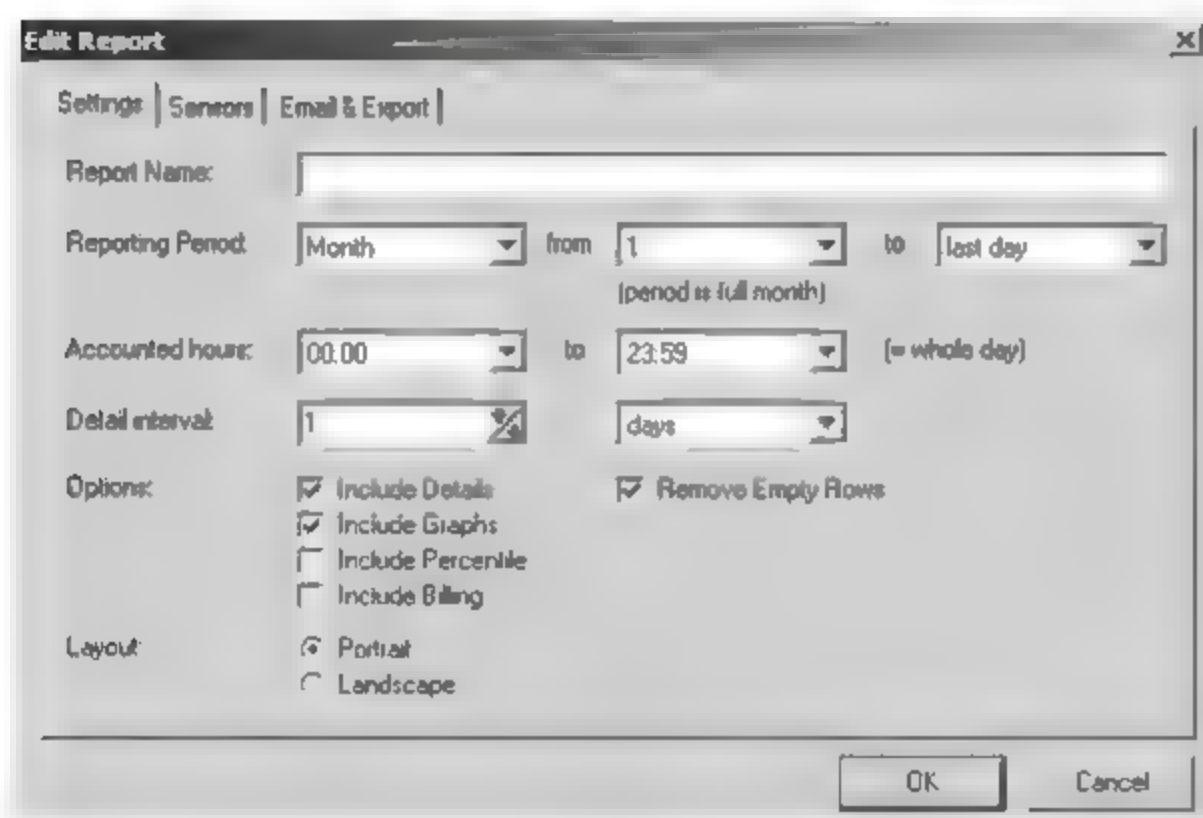 Edit Report
Settings Sensors Email & Export
Report Name:
Reporting Period: Month from 1 to last day
(period is full month)
Accounted hours: 00:00 to 23:59 (= whole day)
Detail interval: 1 days
Options: Include Details Remove Empty Rows
Include Graphs
Include Percentile
Include Billing
Layout: Portrait
Landscape
OK Cancel